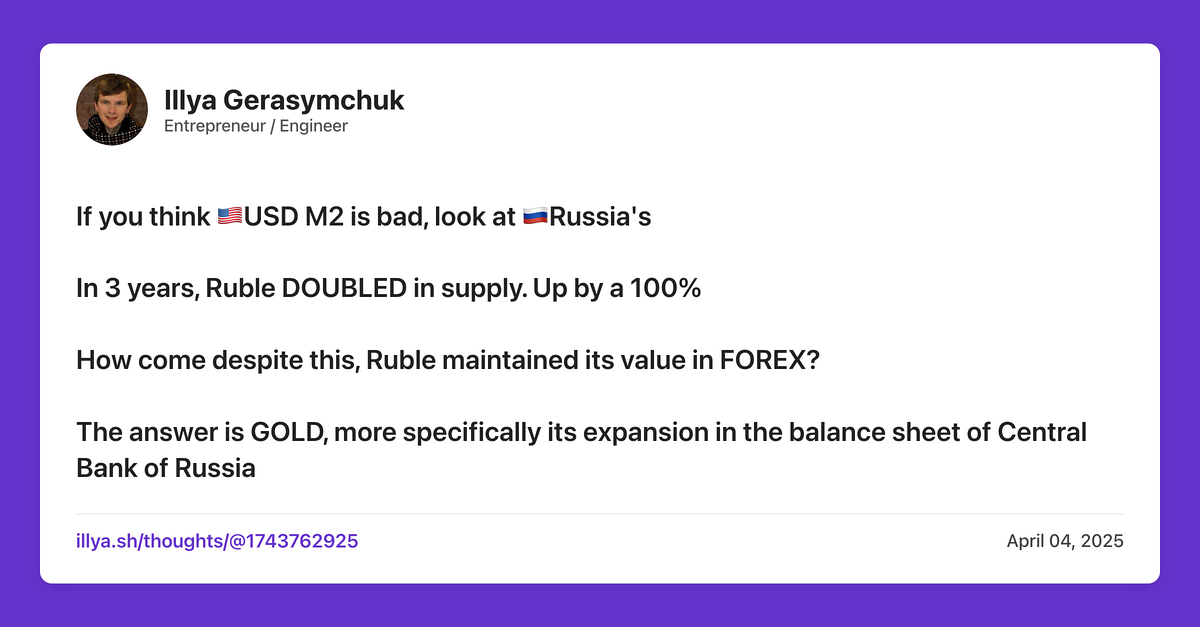 Illya Gerasymchuk
Entrepreneur / Engineer
If you think 🇺🇸USD M2 is bad, look at 🇷🇺Russia's
In 3 years, Ruble DOUBLED in supply. Up by a 100%
How come despite this, Ruble maintained its value in FOREX?
The answer is GOLD, more specifically its expansion in the balance sheet of Central
Bank of Russia
illya.sh/thoughts/@1743762925
April 04, 2025